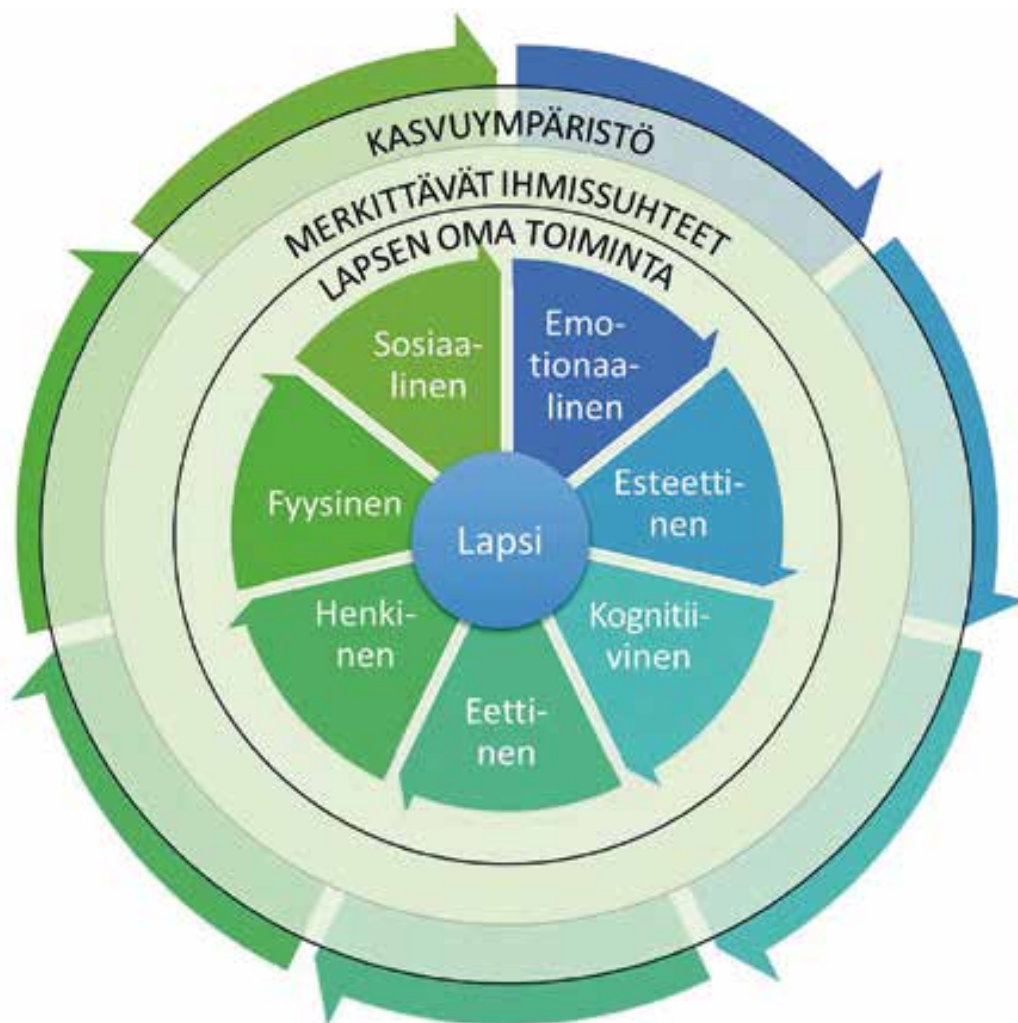 KASVUYMPÄRISTÖ
MERKITTÄVÄT IHMISSUHTEET
LAPSEN OMA TOIMINTA
Sosiaa-
linen
Emo-
tionaa-
linen
Fyysinen
Lapsi
Esteetti-
nen
Henki-
nen
Kognitii-
vinen
Eetti-
nen